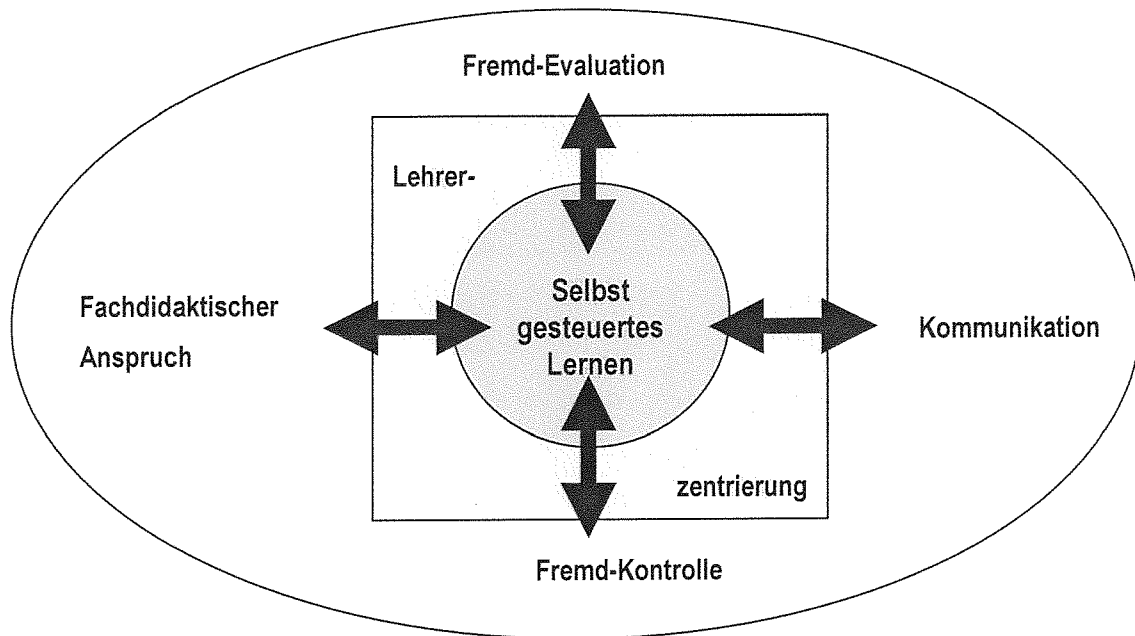 Fremd-Evaluation
Lehrer-
Fachdidaktischer
Anspruch
Selbst
gesteuertes
Lernen
Kommunikation
zentrierung
Fremd-Kontrolle